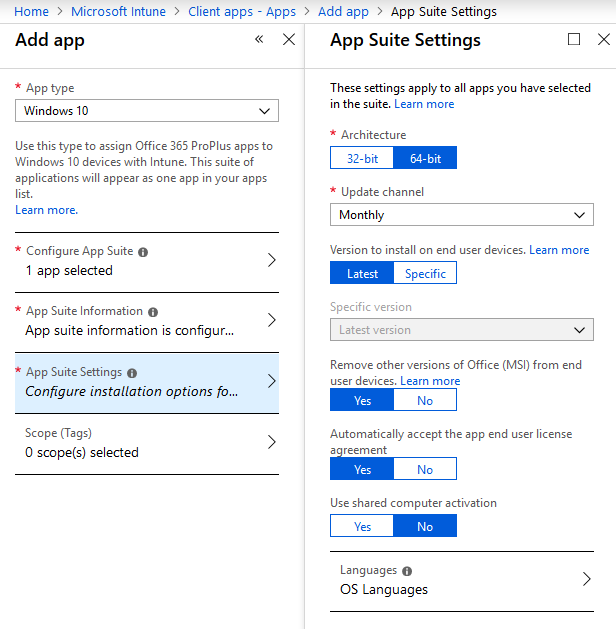 Home > Microsoft Intune > Client apps - Apps > Add app > App Suite Settings
Add app
* App type
Windows 10
Use this type to assign Office 365 ProPlus apps to
Windows 10 devices with Intune. This suite of
applications will appear as one app in your apps
list.
Learn more.
* Configure App Suite
1 app selected
* App Suite Information
App suite information is configur...
* App Suite Settings
Configure installation options fo...
Scope (Tags)
0 scope(s) selected
App Suite Settings
These settings apply to all apps you have selected
in the suite. Learn more
* Architecture
32-bit 64-bit
* Update channel
Monthly
Version to install on end user devices. Learn more
Latest Specific
Specific version
Latest version
Remove other versions of Office (MSI) from end
user devices. Learn more
Yes No
Automatically accept the app end user license
agreement
Yes No
Use shared computer activation
Yes No
Languages
OS Languages